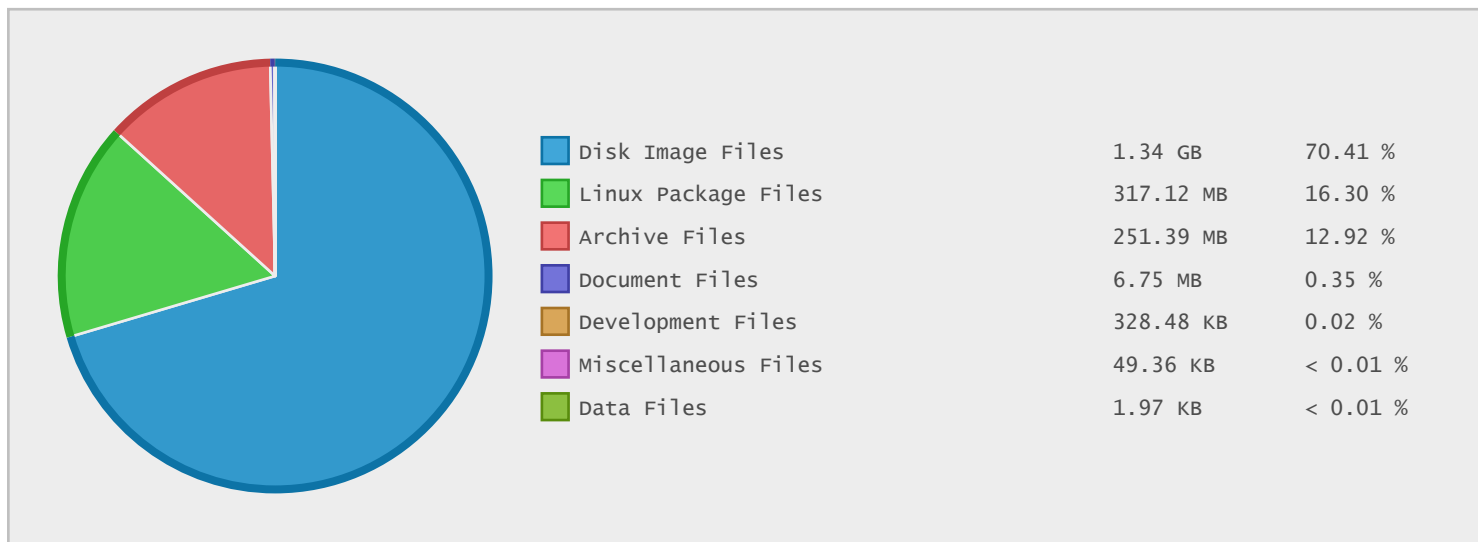 Disk Image Files 1.34 GB 70.41 %
Linux Package Files 317.12 MB 16.30 %
Archive Files 251.39 MB 12.92 %
Document Files 6.75 MB 0.35 %
Development Files 328.48 KB 0.02 %
Miscellaneous Files 49.36 KB < 0.01 %
Data Files 1.97 KB < 0.01 %